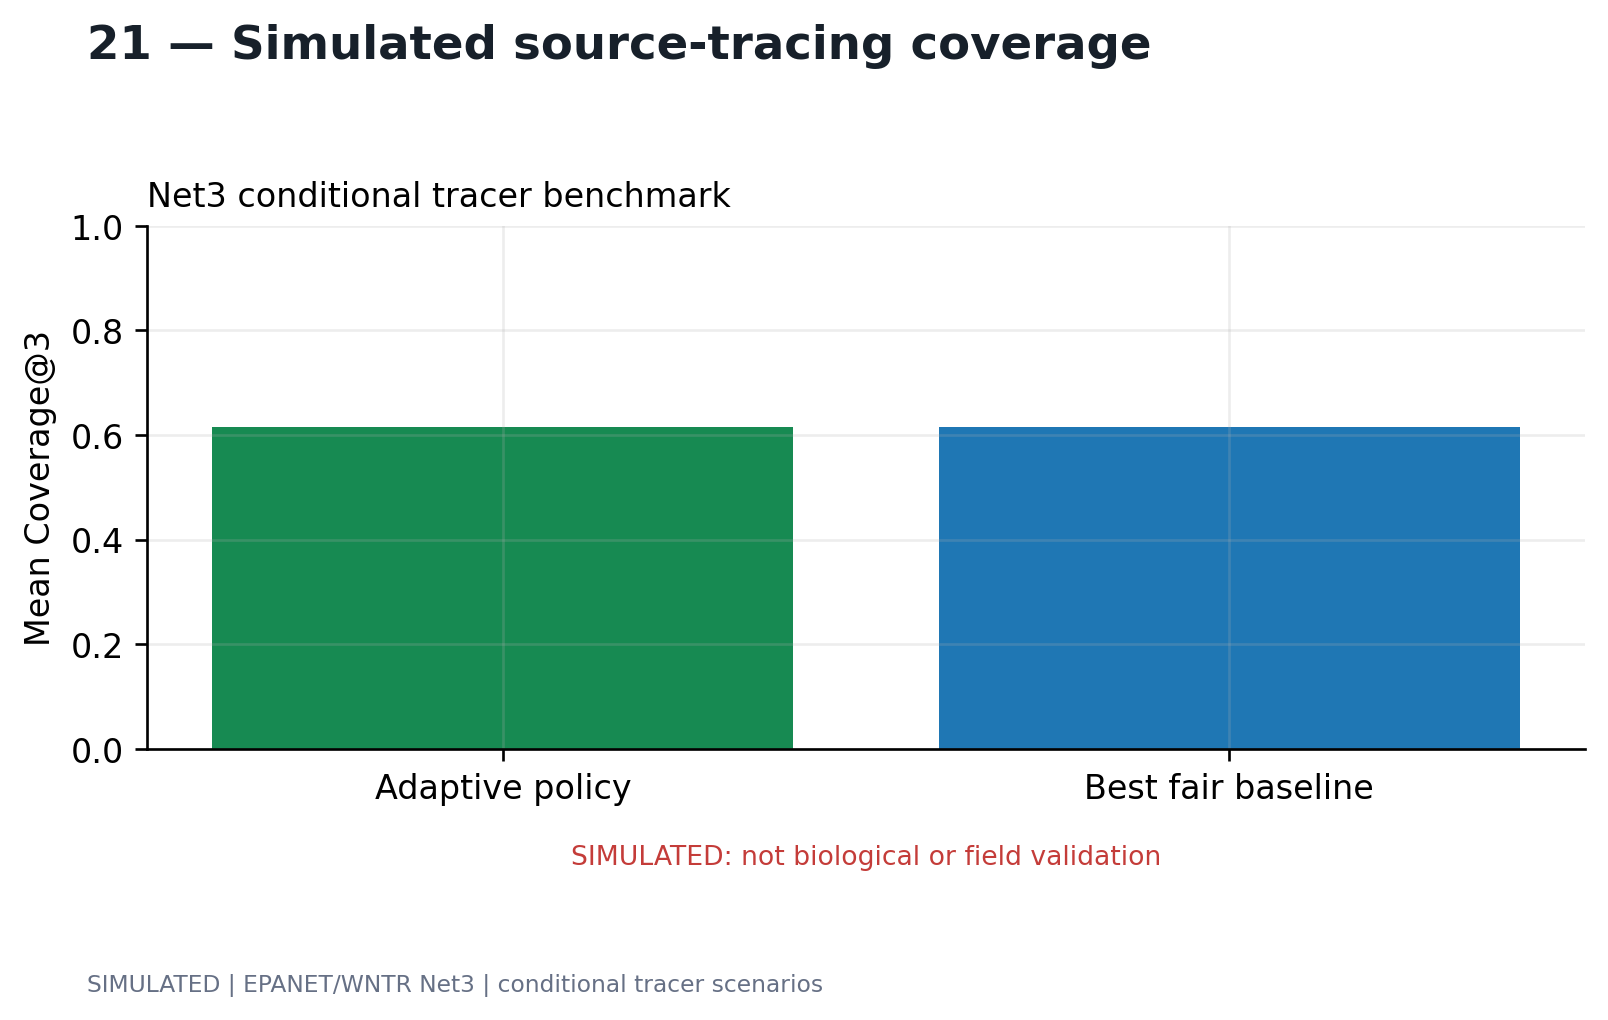 21 — Simulated source-tracing coverage
Net3 conditional tracer benchmark
1.0
0.8
0.6
0.4
0.2
0.0
Mean Coverage@3
Adaptive policy
Best fair baseline
SIMULATED: not biological or field validation
SIMULATED | EPANET/WNTR Net3 | conditional tracer scenarios